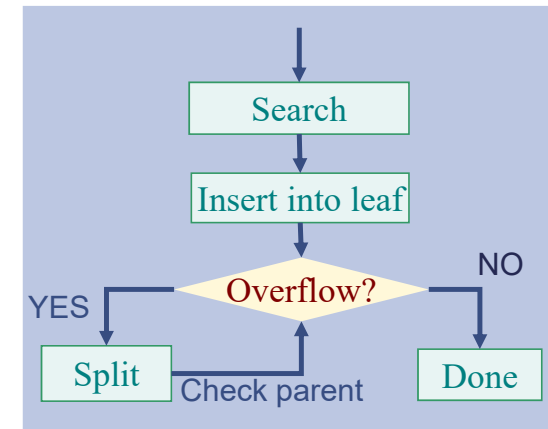 Search
Insert into leaf
Overflow?
NO
YES
Split
Check parent
Done